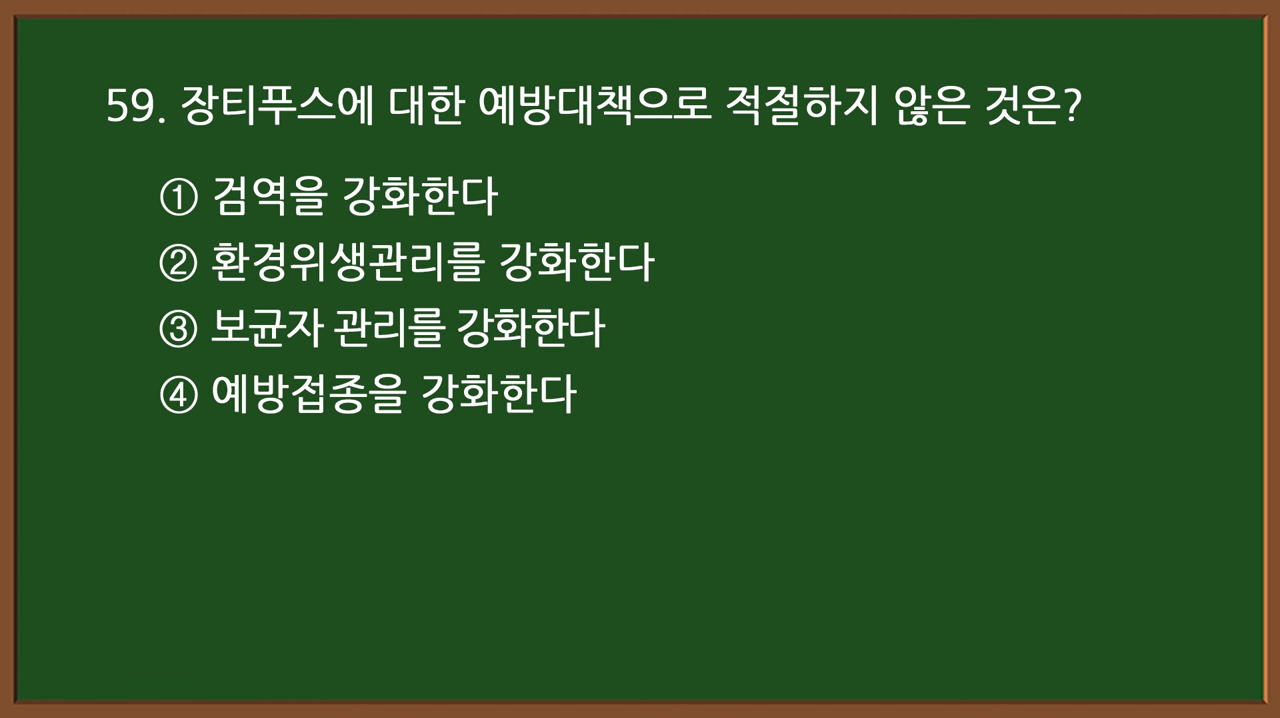 59. 장티푸스에 대한 예방대책으로 적절하지 않은 것은?
① 검역을 강화한다
② 환경위생관리를 강화한다
③ 보균자 관리를 강화한다
④ 예방접종을 강화한다